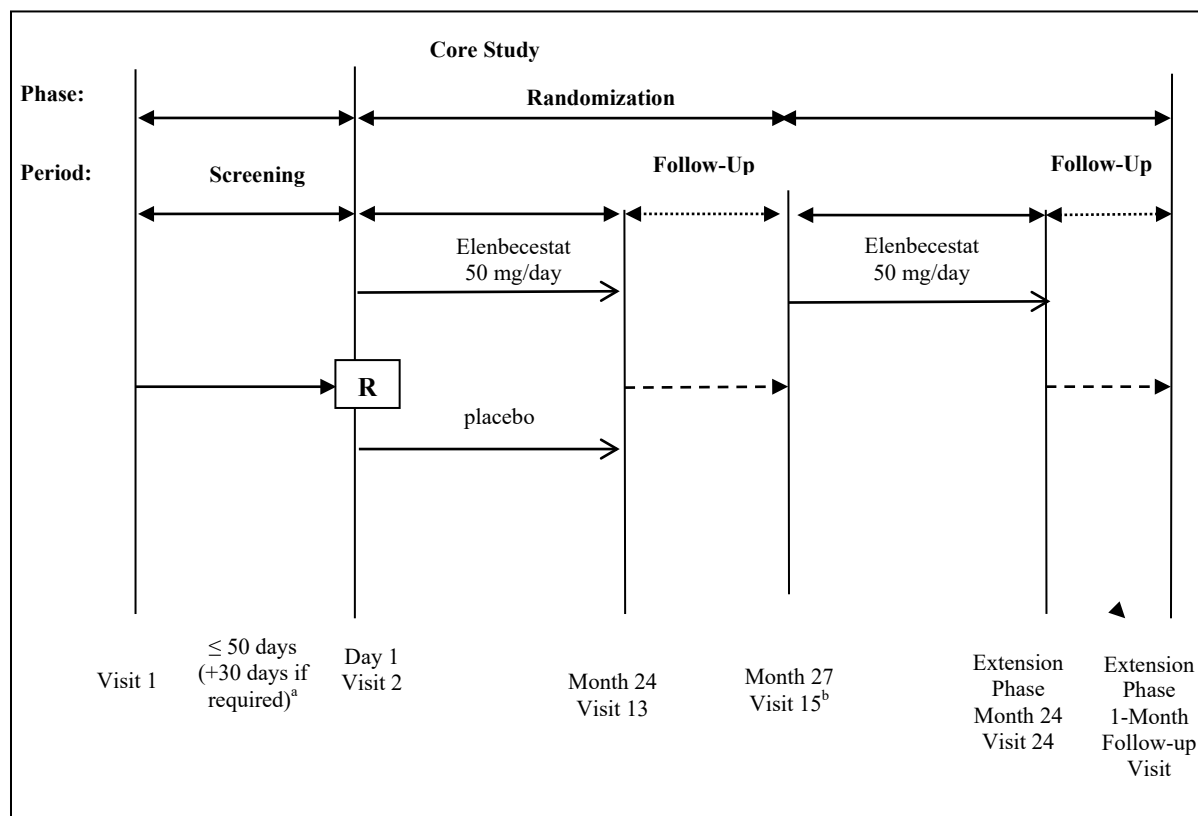 Core Study
Phase:
Randomization
Period:
Screening
Follow-Up
Follow-Up
Elenbecestat
50 mg/day
Elenbecestat
50 mg/day
R
placebo
Visit 1
≤ 50 days
(+30 days if
required)a
Day 1
Visit 2
Month 24
Visit 13
Month 27
Visit 15b
Extension
Phase
Month 24
Visit 24
Extension
Phase
1-Month
Follow-up
Visit